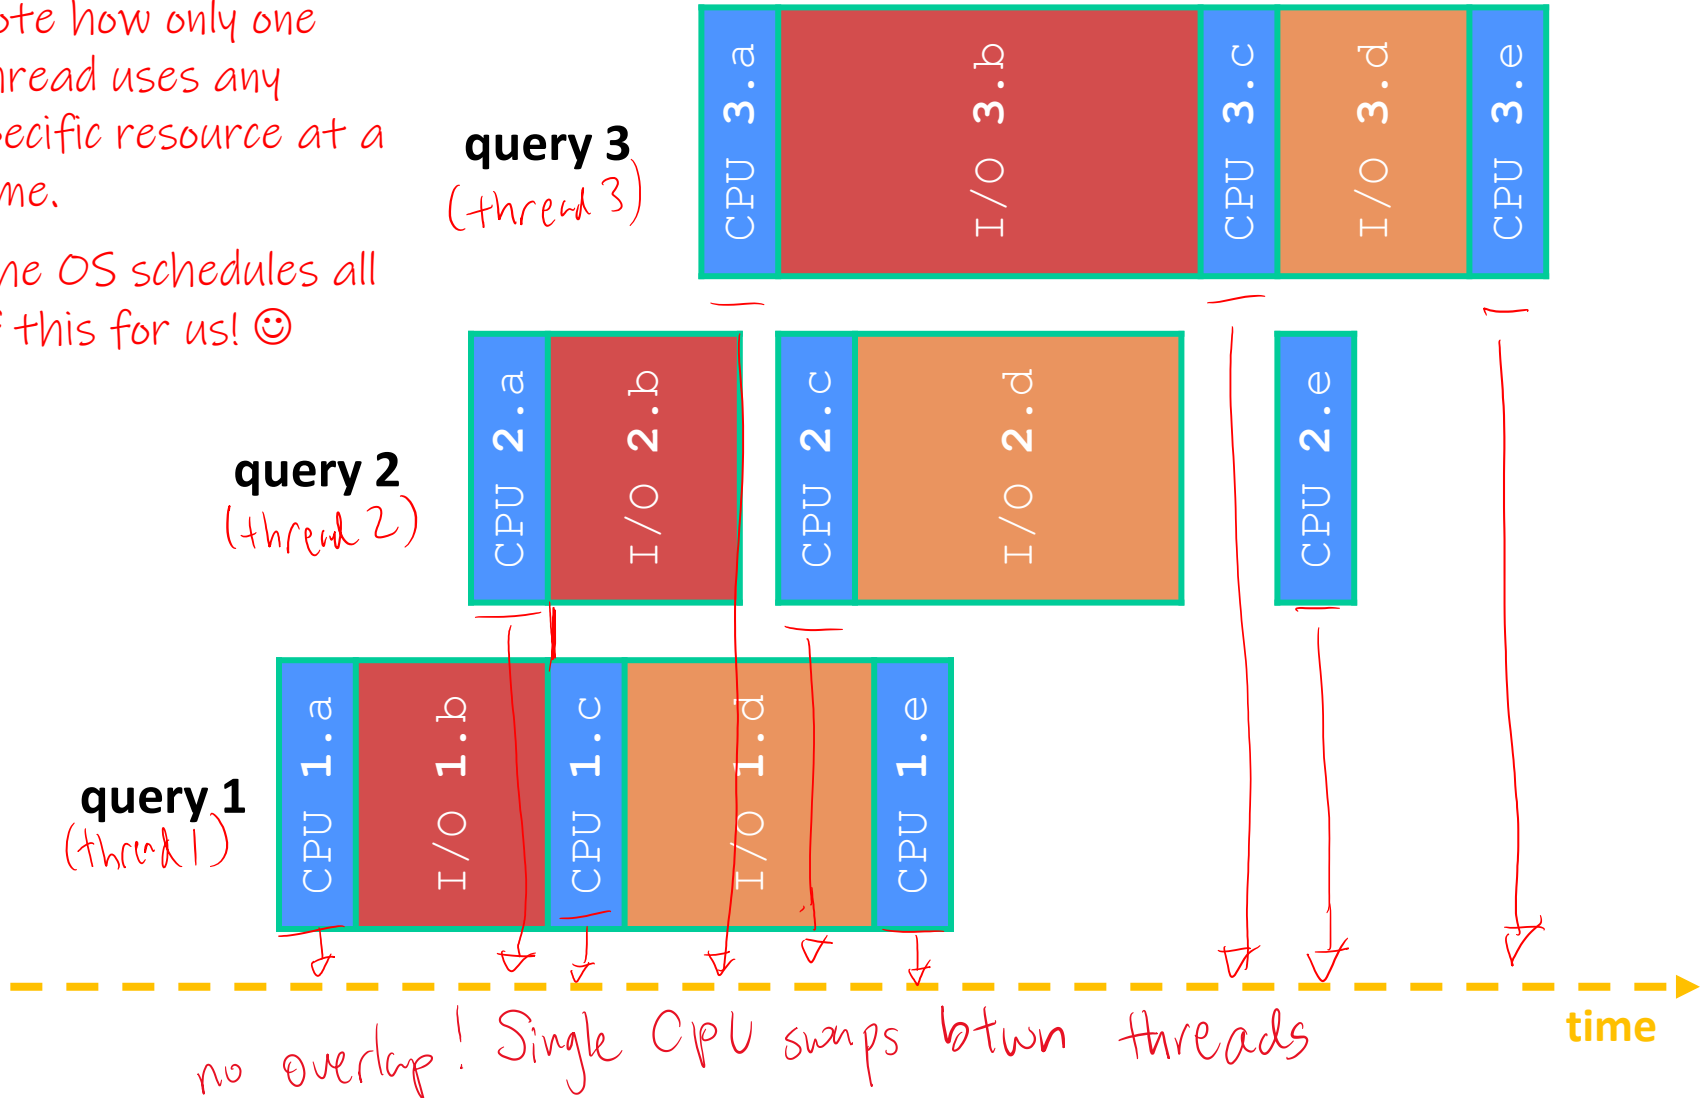 ote how only one
hread uses any
pecific resource at a
me.
he OS schedules all
f this for us! ☺
query 3
(thread 3)
CPU 3.a
I/O 3.b
CPU 3.c
I/O 3.d
CPU 3.e
query 2
(thread 2)
CPU 2.a
I/O 2.b
CPU 2.c
I/O 2.d
CPU 2.e
query 1
(thread 1)
CPU 1.a
I/O 1.b
CPU 1.c
I/O 1.d
CPU 1.e
time
no overlap! Single CPU swaps btwn threads